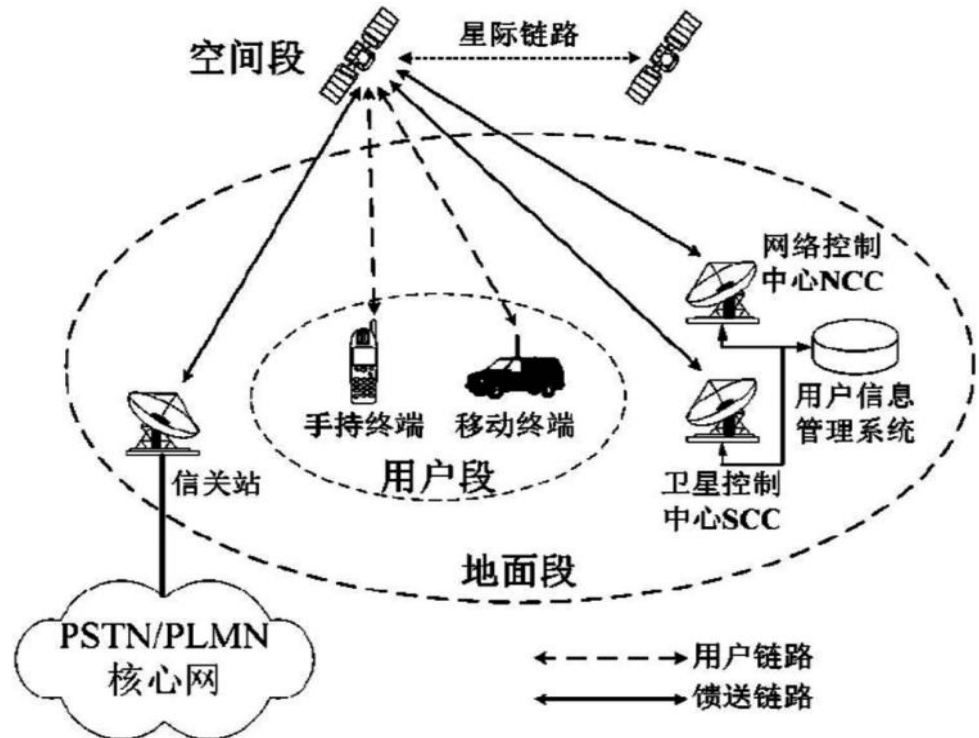 空间段
星际链路
网络控制
中心NCC
用户信息
管理系统
手持终端
移动终端
用户段
信关站
卫星控制
中心SCC
地面段
PSTN/PLMN
核心网
用户链路
馈送链路